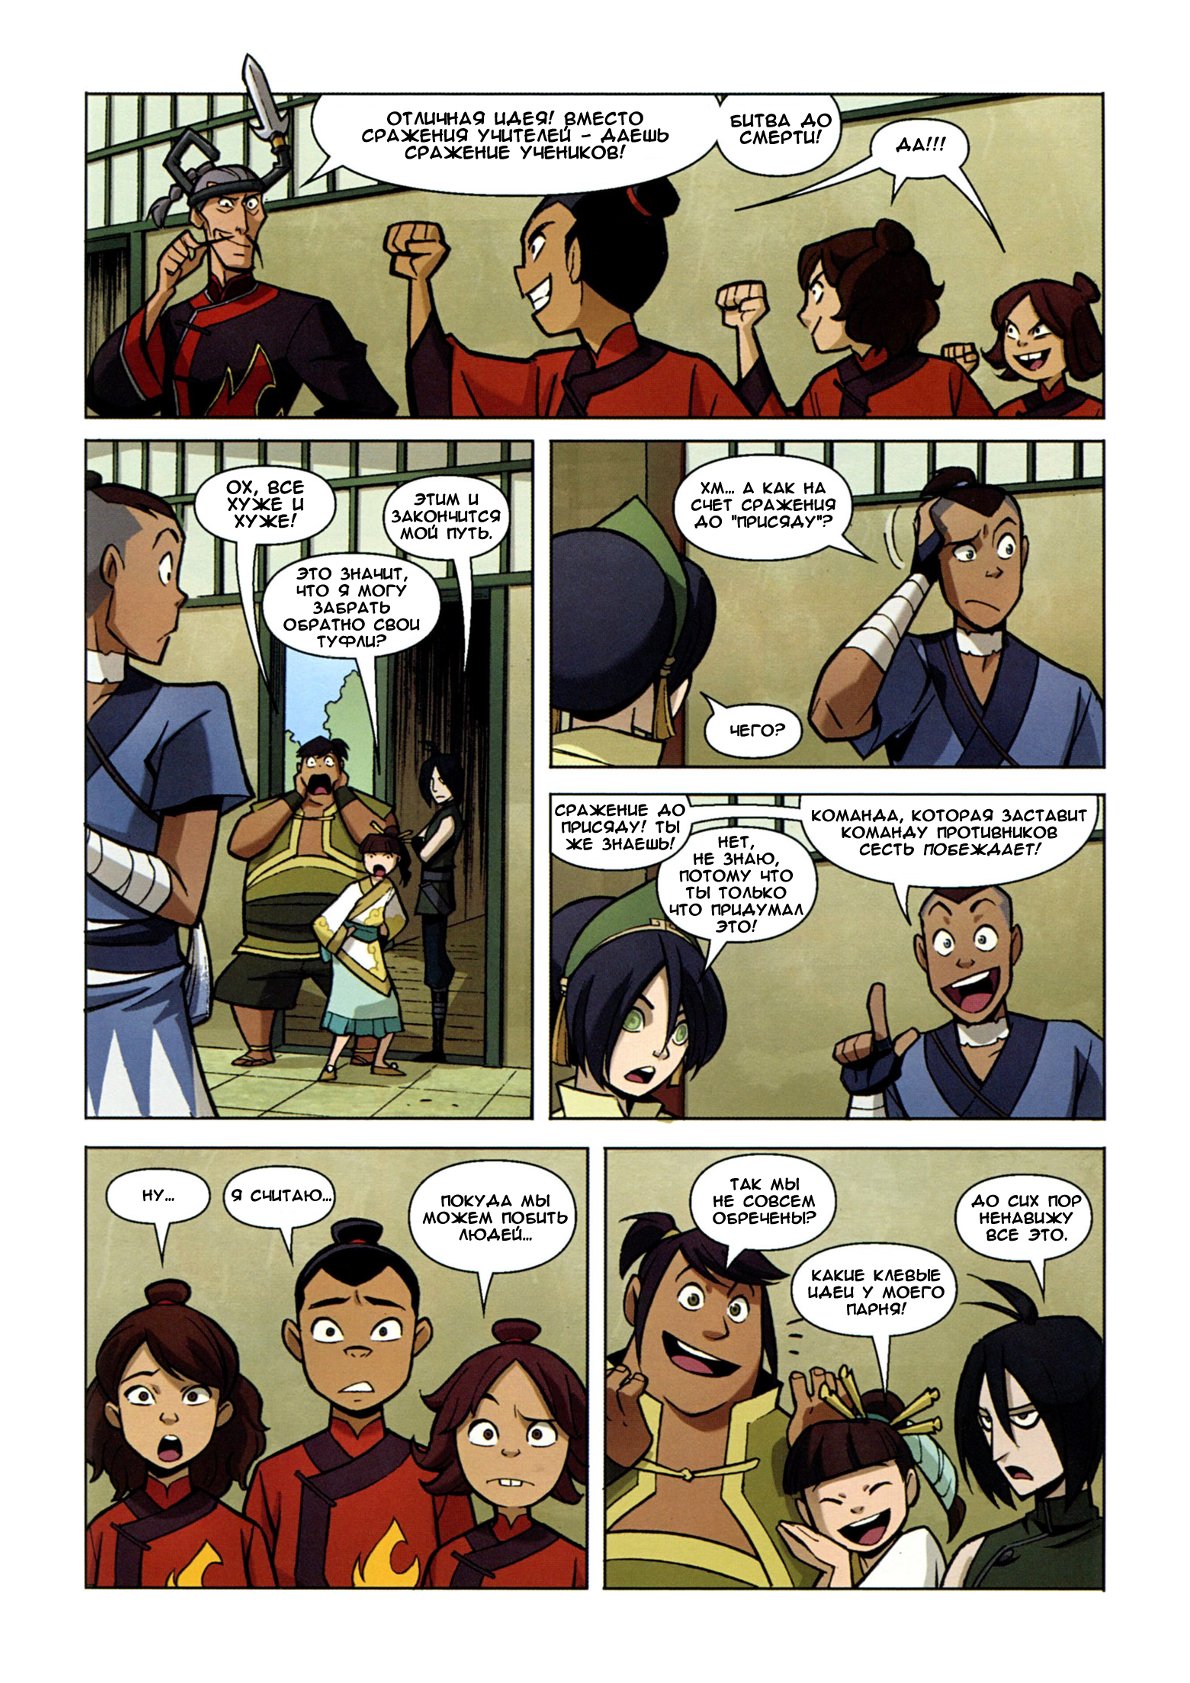 ОТЛИЧНАЯ ИДЕЯ! ВМЕСТО
СРАЖЕНИЯ УЧИТЕЛЕЙ - ДАЕШЬ
СРАЖЕНИЕ УЧЕНИКОВ!
БИТВА ДО
СМЕРТИ!
ДА!!!
ОХ, ВСЕ
ХУЖЕ И
ХУЖЕ!
ЭТО ЗНАЧИТ,
ЧТО Я МОГУ
ЗАБРАТЬ
ОБРАТНО СВОИ
ТУФЛИ?
ЭТИМ И
ЗАКОНЧИТСЯ
МОЙ ПУТЬ.
ХМ... А КАК НА
СЧЕТ СРАЖЕНИЯ
ДО "ПРИСЯДУ"?
ЧЕГО?
СРАЖЕНИЕ ДО
ПРИСЯДУ! ТЫ
ЖЕ ЗНАЕШЬ!
НЕТ,
НЕ ЗНАЮ,
ПОТОМУ ЧТО
ТЫ ТОЛЬКО
ЧТО ПРИДУМАЛ
ЭТО!
КОМАНДА, КОТОРАЯ ЗАСТАВИТ
КОМАНДУ ПРОТИВНИКОВ
СЕСТЬ ПОБЕЖДАЕТ!
НУ...
Я СЧИТАЮ...
ПОКУДА МЫ
МОЖЕМ ПОБИТЬ
ЛЮДЕЙ...
ТАК МЫ
НЕ СОВСЕМ
ОБРЕЧЕНЫ?
КАКИЕ КЛЕВЫЕ
ИДЕИ У МОЕГО
ПАРНЯ!
ДО СИХ ПОР
НЕНАВИЖУ
ВСЕ ЭТО.